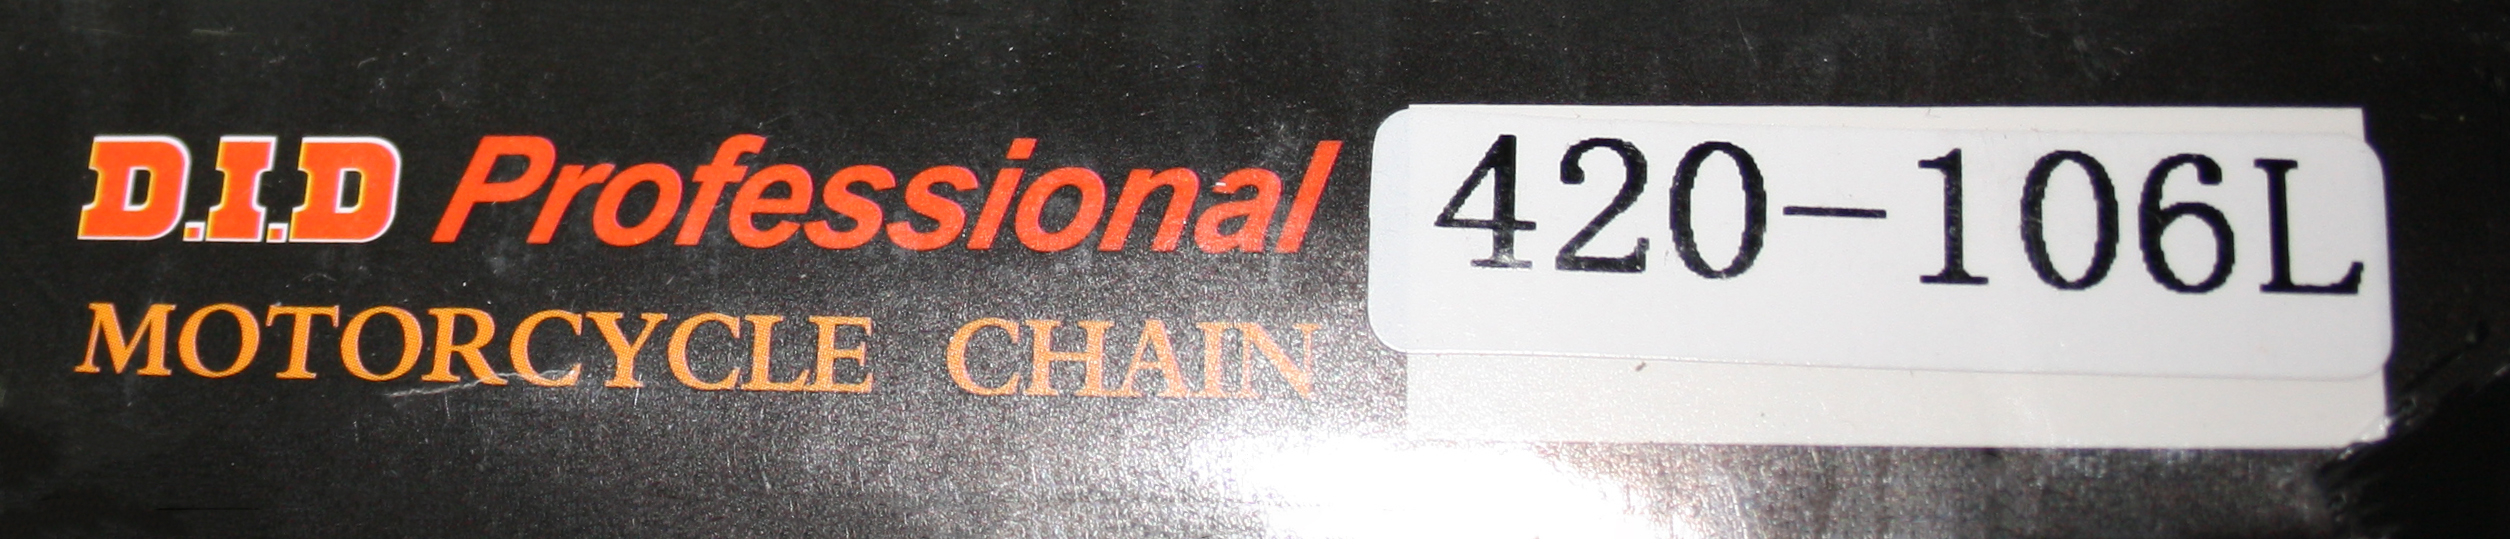 D.I.D Professional 420-106L
MOTORCYCLE CHAIN